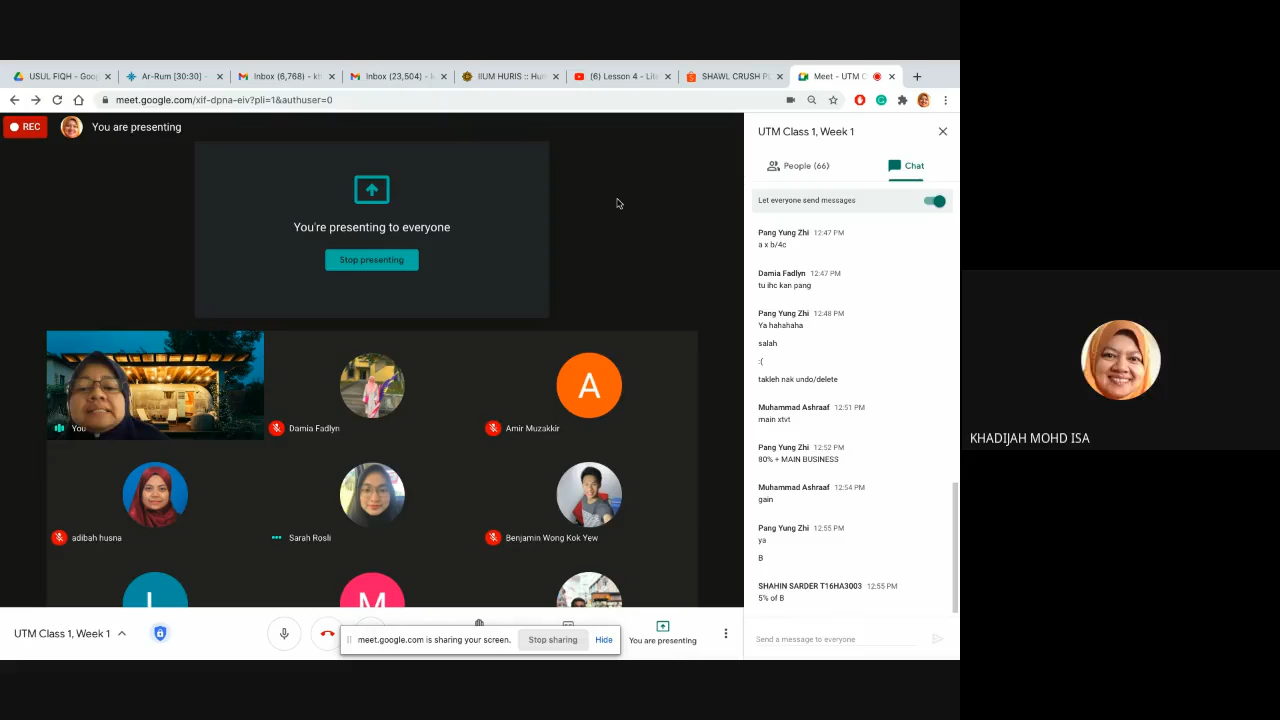 USUL FIQH - Goog
Ar-Rum [30:30] -
Inbox (6,768) - kh
Inbox (23,504) - k
IIUM HURIS :: Hum
(6) Lesson 4 - Lite
SHAWL CRUSH PL
Meet - UTM C
meet.google.com/xif-dpna-eiv?pli=1&authuser=0
REC
You are presenting
You're presenting to everyone
Stop presenting
You
Damia Fadlyn
A
Amir Muzakkir
adibah husna
Sarah Rosli
Benjamin Wong Kok Yew
L
M
UTM Class 1, Week 1
meet.google.com is sharing your screen.
Stop sharing
Hide
You are presenting
UTM Class 1, Week 1
People (66)
Chat
Let everyone send messages
Pang Yung Zhi 12:47 PM
a x b/4c
Damia Fadlyn 12:47 PM
tu ihc kan pang
Pang Yung Zhi 12:48 PM
Ya hahahaha
salah
:(
takleh nak undo/delete
Muhammad Ashraaf 12:51 PM
main xtvt
Pang Yung Zhi 12:52 PM
80% + MAIN BUSINESS
Muhammad Ashraaf 12:54 PM
gain
Pang Yung Zhi 12:55 PM
ya
B
SHAHIN SARDER T16HA3003 12:55 PM
5% of B
Send a message to everyone
KHADIJAH MOHD ISA